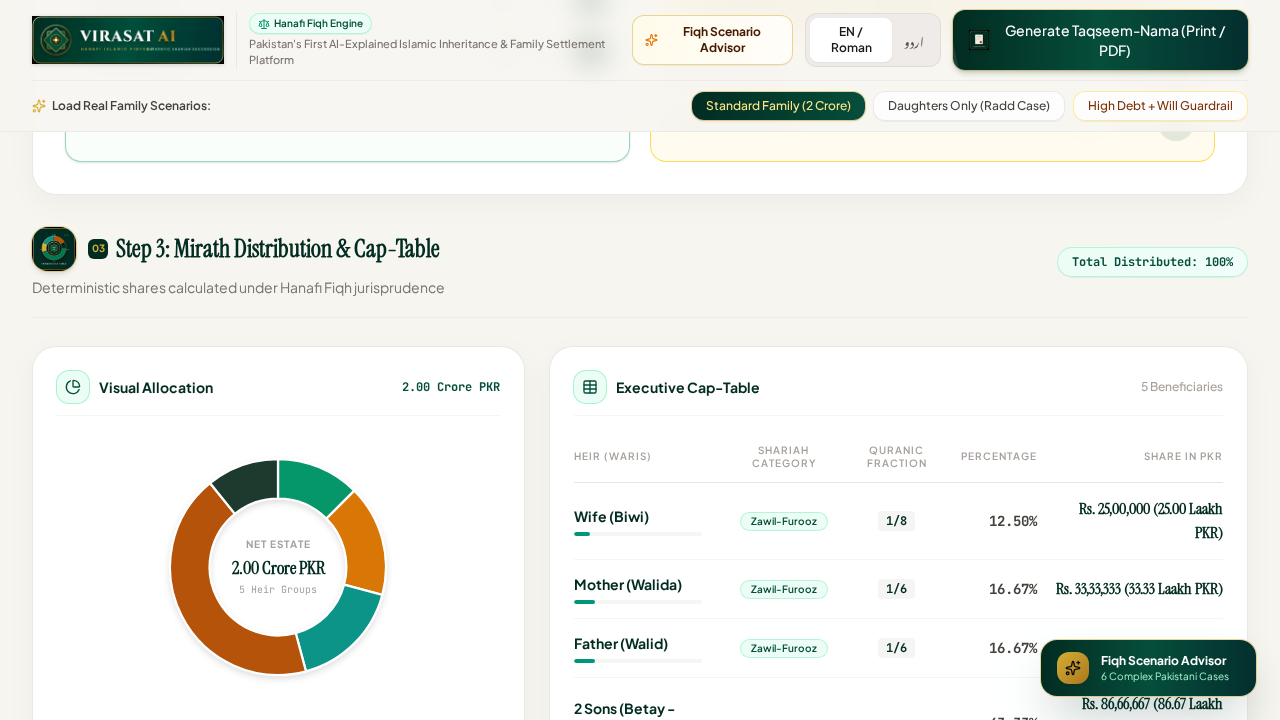 VIRASAT AI
Hanafi Fiqh Engine
Pakistan's First AI-Explained Islamic Inheritance & Family Settlement
Platform
Fiqh Scenario
Advisor
EN /
Roman
اردو
Generate Taqseem-Nama (Print /
PDF)
Load Real Family Scenarios:
Standard Family (2 Crore)
Daughters Only (Radd Case)
High Debt + Will Guardrail
03
Step 3: Mirath Distribution & Cap-Table
Deterministic shares calculated under Hanafi Fiqh jurisprudence
Total Distributed: 100%
Visual Allocation
2.00 Crore PKR
NET ESTATE
2.00 Crore PKR
5 Heir Groups
Executive Cap-Table
5 Beneficiaries
HEIR (WARIS)
SHARIAH
CATEGORY
QURANIC
FRACTION
PERCENTAGE
SHARE IN PKR
Wife (Biwi)
Zawil-Furooz
1/8
12.50%
Rs. 25,00,000 (25.00 Laakh
PKR)
Mother (Walida)
Zawil-Furooz
1/6
16.67%
Rs. 33,33,333 (33.33 Laakh PKR)
Father (Walid)
Zawil-Furooz
1/6
16.67%
2 Sons (Betay -
Rs. 86,66,667 (86.67 Laakh
Fiqh Scenario Advisor
6 Complex Pakistani Cases